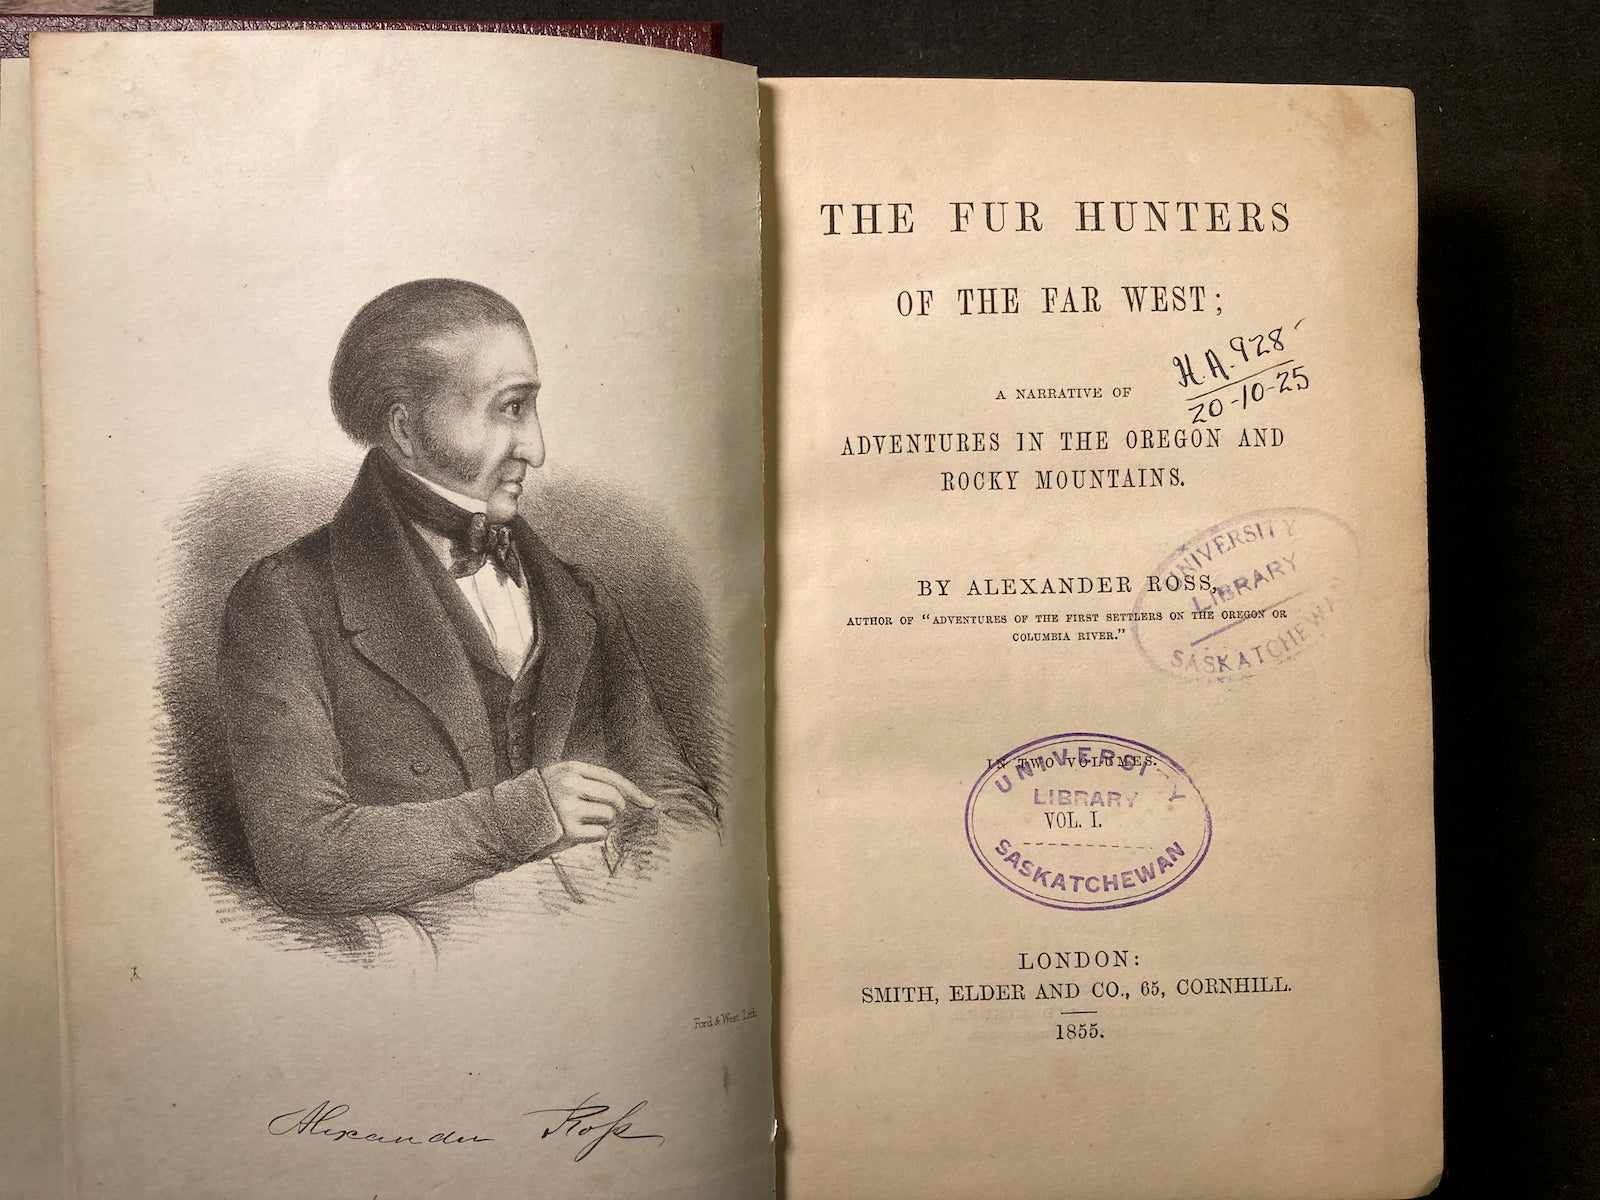 Ford & West Lith
Alexander Ross
THE FUR HUNTERS
OF THE FAR WEST;
H.A. 928
20-10-25
A NARRATIVE OF
ADVENTURES IN THE OREGON AND
ROCKY MOUNTAINS.
BY ALEXANDER ROSS,
AUTHOR OF "ADVENTURES OF THE FIRST SETTLERS ON THE OREGON OR
COLUMBIA RIVER."
UNIVERSITY
LIBRARY
SASKATCHEWAN
IN TWO VOLUMES.
VOL. I.
UNIVERSITY
LIBRARY
SASKATCHEWAN
LONDON:
SMITH, ELDER AND CO., 65, CORNHILL.
1855.